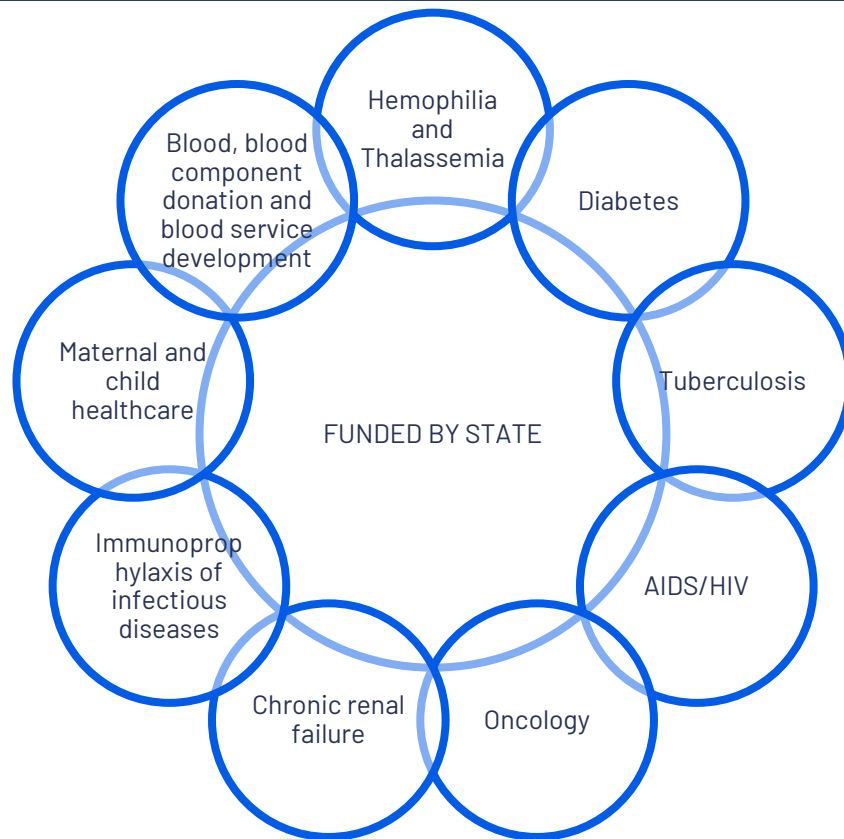 Hemophilia
and
Thalassemia
Diabetes
Tuberculosis
AIDS/HIV
Oncology
Chronic renal
failure
Immunoprop
hylaxis of
infectious
diseases
Maternal and
child
healthcare
Blood, blood
component
donation and
blood service
development
FUNDED BY STATE